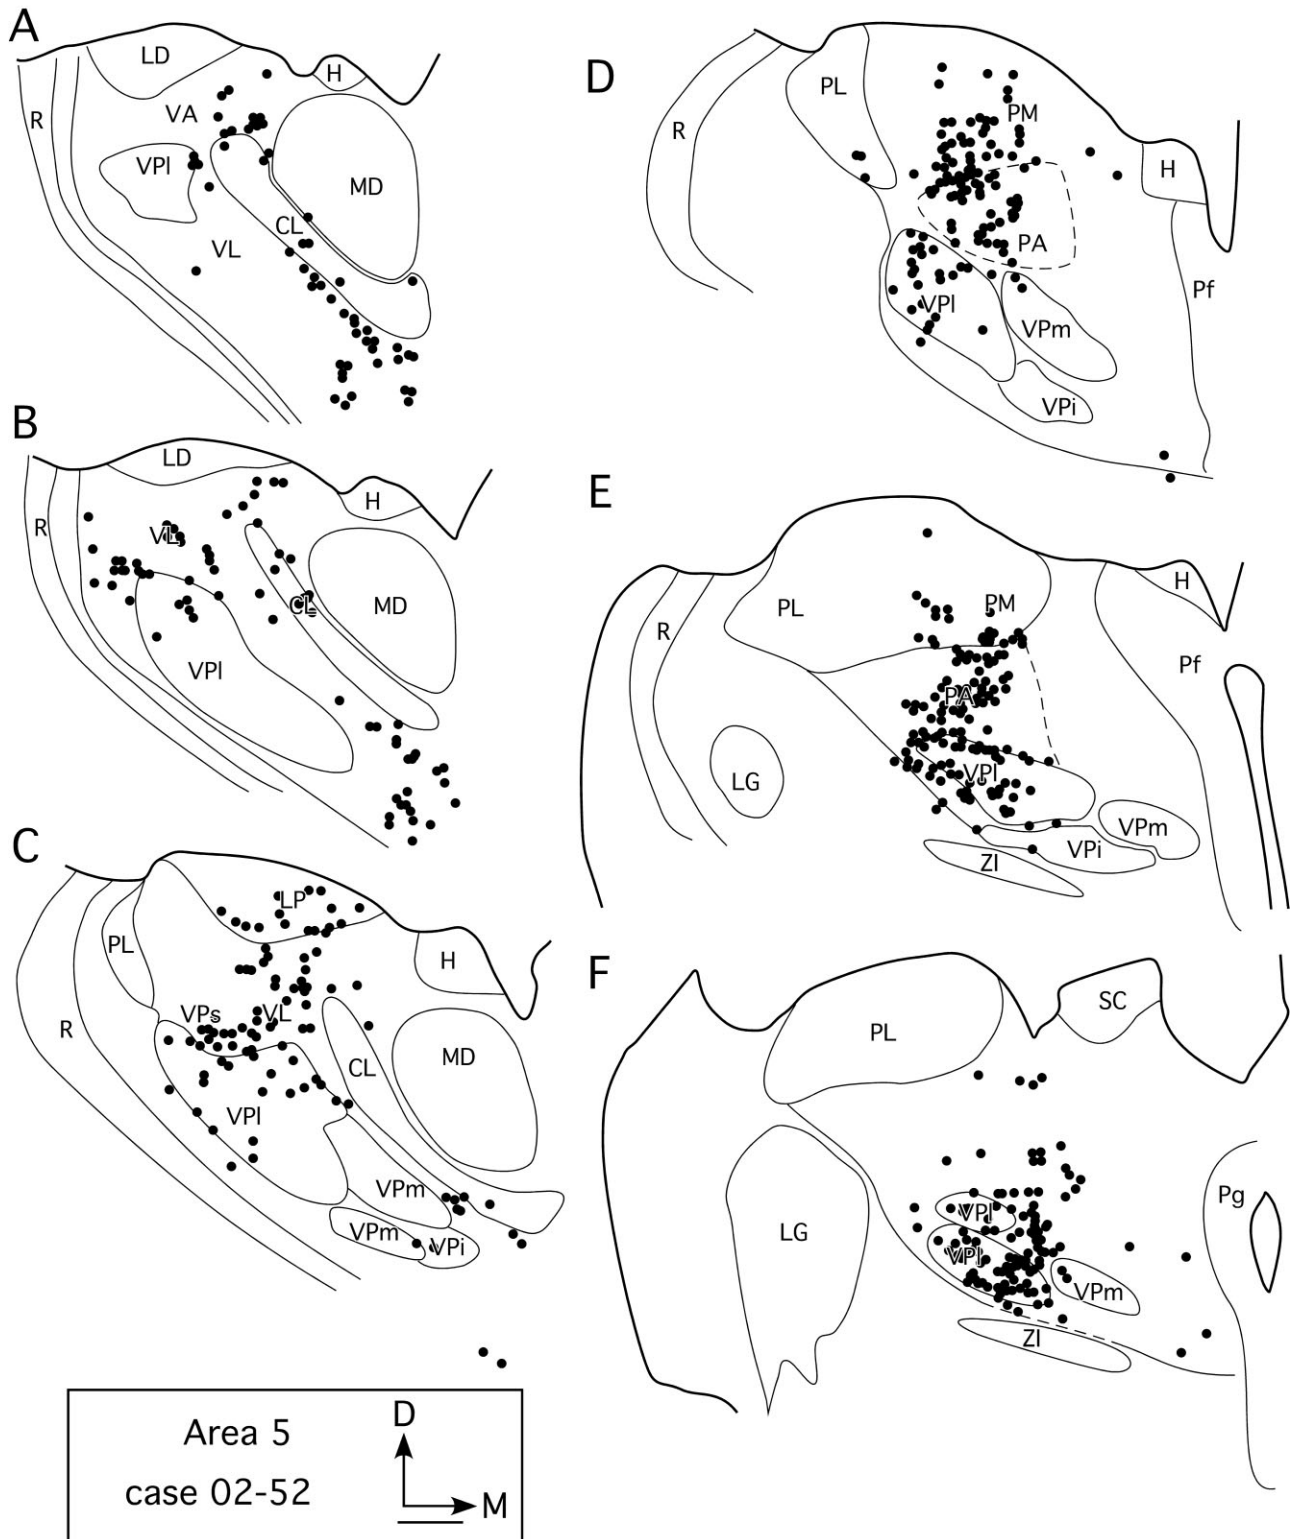 A
LD
H
R
VA
VPl
MD
CL
VL
B
LD
H
R
VL
CL
MD
VPl
C
LP
PL
H
VPs
VL
R
CL
MD
VPl
VPm
VPm
VPi
D
PL
PM
R
H
PA
Pf
VPl
VPm
VPi
E
H
PL
PM
R
Pf
PA
LG
VPl
VPm
VPi
ZI
F
SC
PL
Pg
VPl
LG
VPl
VPm
ZI
Area 5
case 02-52
D
M